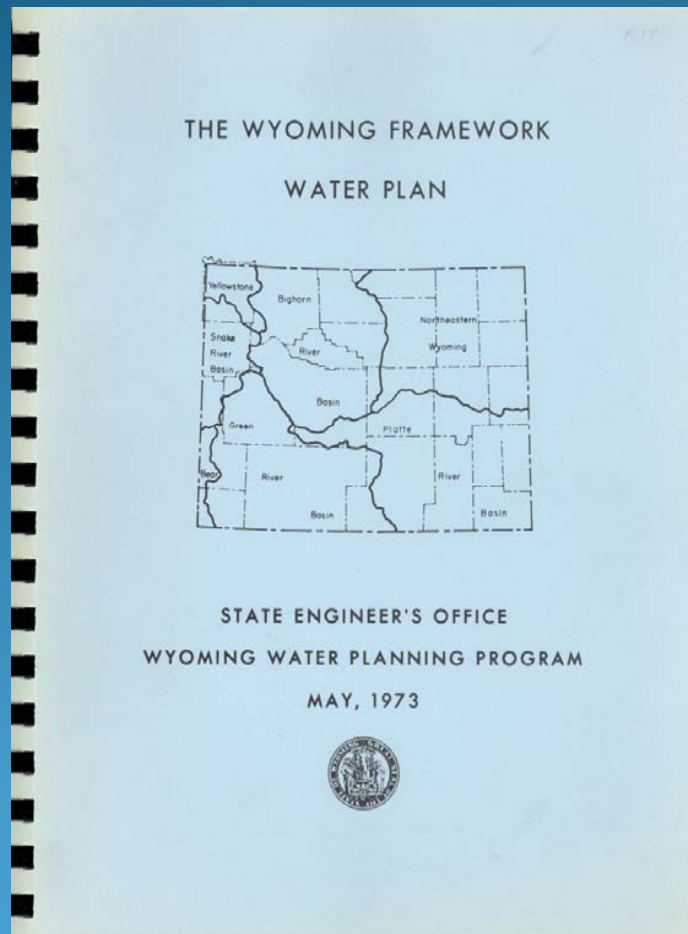 THE WYOMING FRAMEWORK
WATER PLAN
Yellowstone
Bighorn
Northeastern
Wyoming
Snake
River
Basin
River
Basin
Green
Platte
Bear
River
River
Basin
Basin
STATE ENGINEER'S OFFICE
WYOMING WATER PLANNING PROGRAM
MAY, 1973